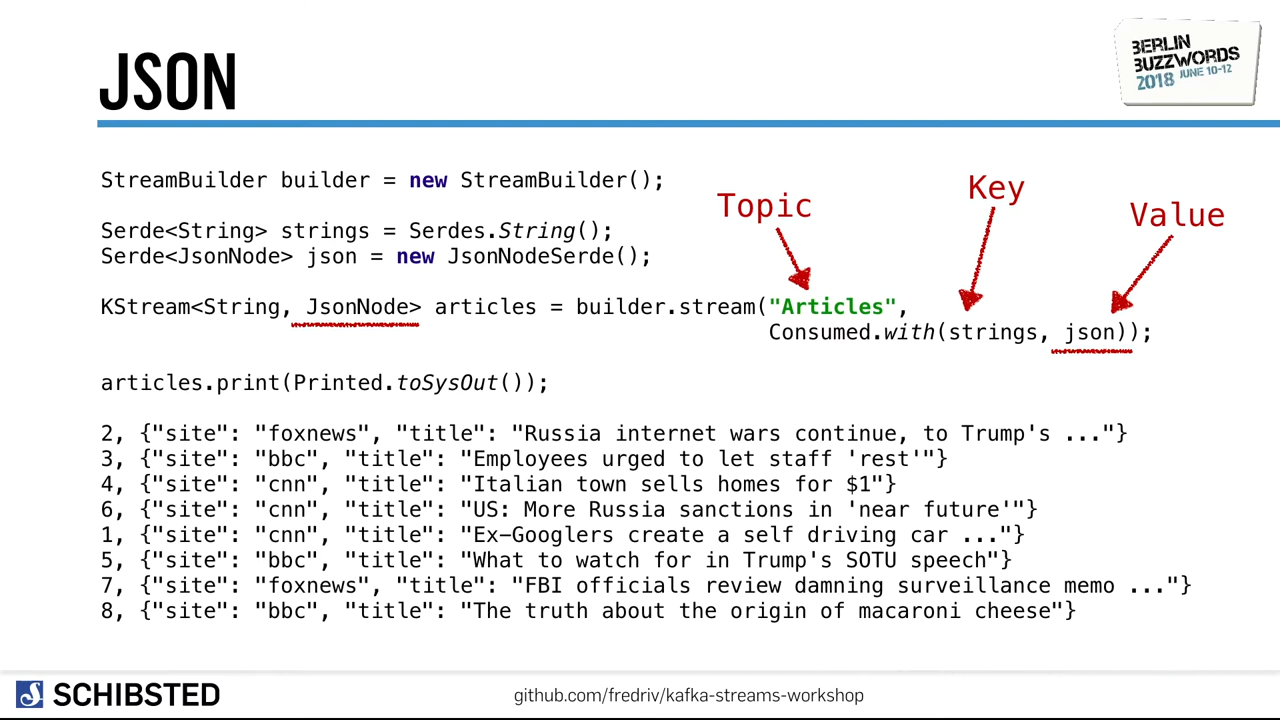 JSON
BERLIN
BUZZWORDS
2018 JUNE 10-12
StreamBuilder builder = new StreamBuilder();
Topic
Key
Value
Serde<String> strings = Serdes.String();
Serde<JsonNode> json = new JsonNodeSerde();
KStream<String, JsonNode> articles = builder.stream("Articles",
Consumed.with(strings, json));
articles.print(Printed.toSysOut());
2, {"site": "foxnews", "title": "Russia internet wars continue, to Trump's ..."}
3, {"site": "bbc", "title": "Employees urged to let staff 'rest'"}
4, {"site": "cnn", "title": "Italian town sells homes for $1"}
6, {"site": "cnn", "title": "US: More Russia sanctions in 'near future'"}
1, {"site": "cnn", "title": "Ex-Googlers create a self driving car ..."}
5, {"site": "bbc", "title": "What to watch for in Trump's SOTU speech"}
7, {"site": "foxnews", "title": "FBI officials review damning surveillance memo ..."}
8, {"site": "bbc", "title": "The truth about the origin of macaroni cheese"}
SCHIBSTED
github.com/fredriv/kafka-streams-workshop